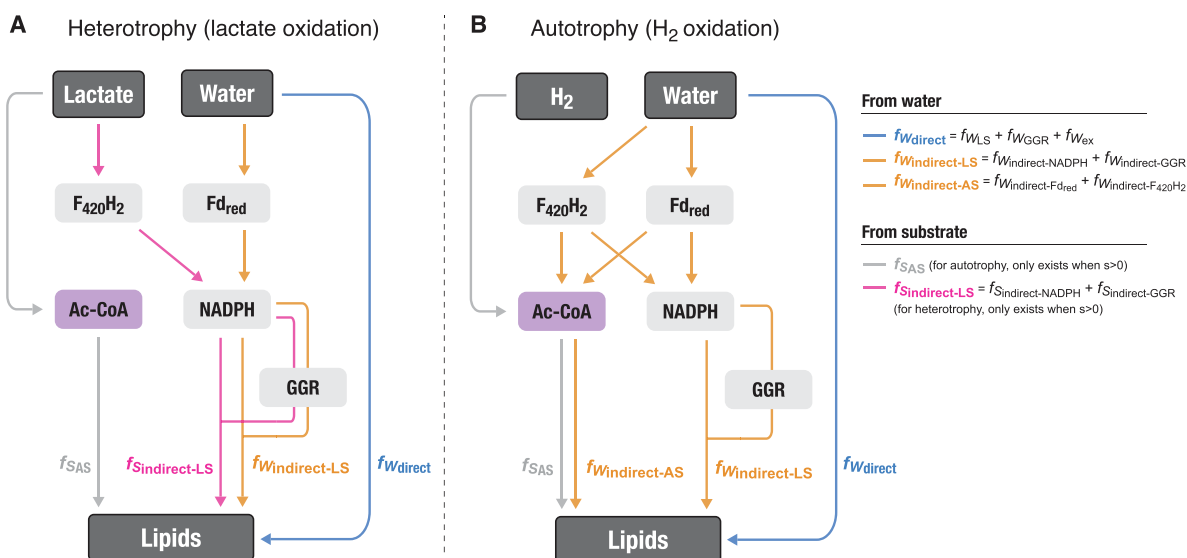 A Heterotrophy (lactate oxidation)
Lactate
Water
F420H2
Fdred
Ac-CoA
NADPH
GGR
fSAS
fSindirect-LS
fWindirect-LS
fWdirect
Lipids
B Autotrophy (H2 oxidation)
H2
Water
F420H2
Fdred
Ac-CoA
NADPH
GGR
fSAS
fWindirect-AS
fWindirect-LS
fWdirect
Lipids
From water
fWdirect = fWLS + fWGGR + fWex
fWindirect-LS = fWindirect-NADPH + fWindirect-GGR
fWindirect-AS = fWindirect-Fdred + fWindirect-F420H2
From substrate
fSAS (for autotrophy, only exists when s>0)
fSindirect-LS = fSindirect-NADPH + fSindirect-GGR
(for heterotrophy, only exists when s>0)